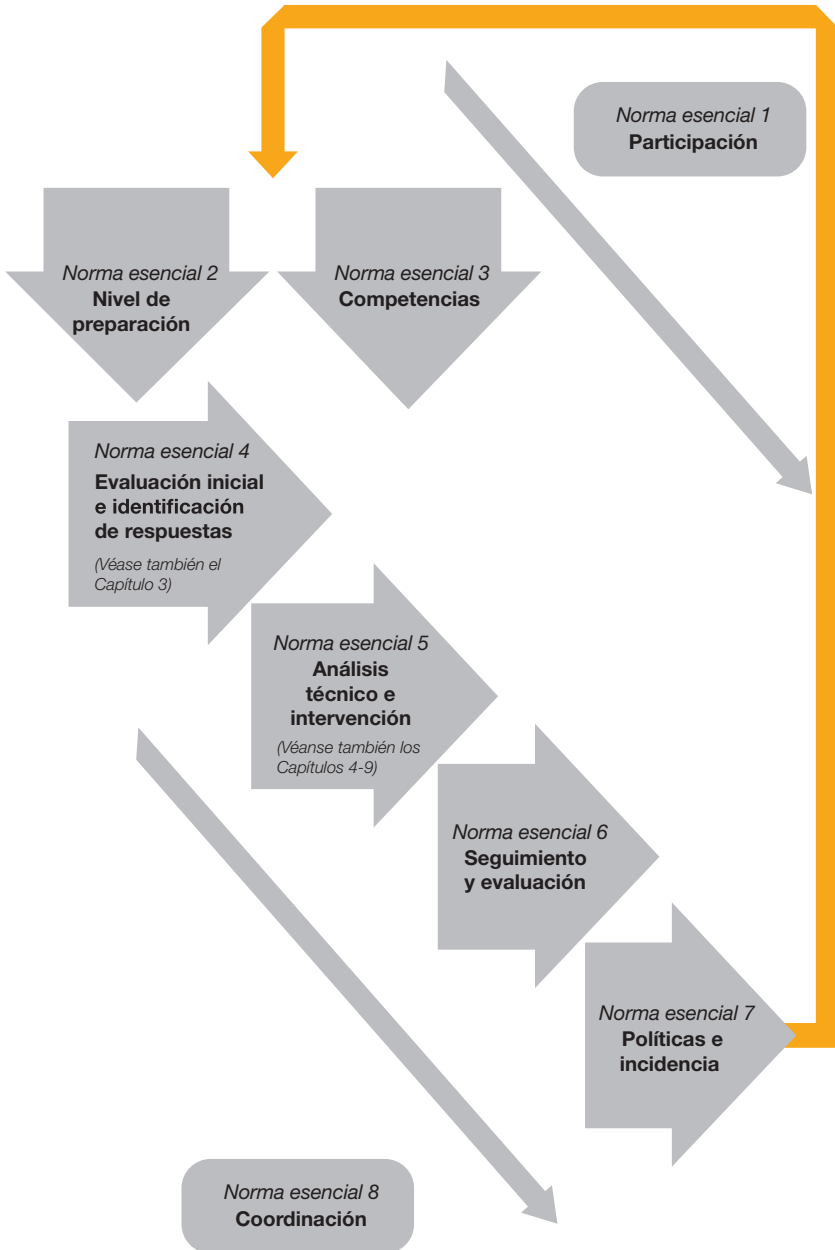 Norma esencial 1
Participación
Norma esencial 2
Nivel de
preparación
Norma esencial 3
Competencias
Norma esencial 4
Evaluación inicial
e identificación
de respuestas
(Véase también el
Capítulo 3)
Norma esencial 5
Análisis
técnico e
intervención
(Véanse también los
Capítulos 4-9)
Norma esencial 6
Seguimiento
y evaluación
Norma esencial 7
Políticas e
incidencia
Norma esencial 8
Coordinación